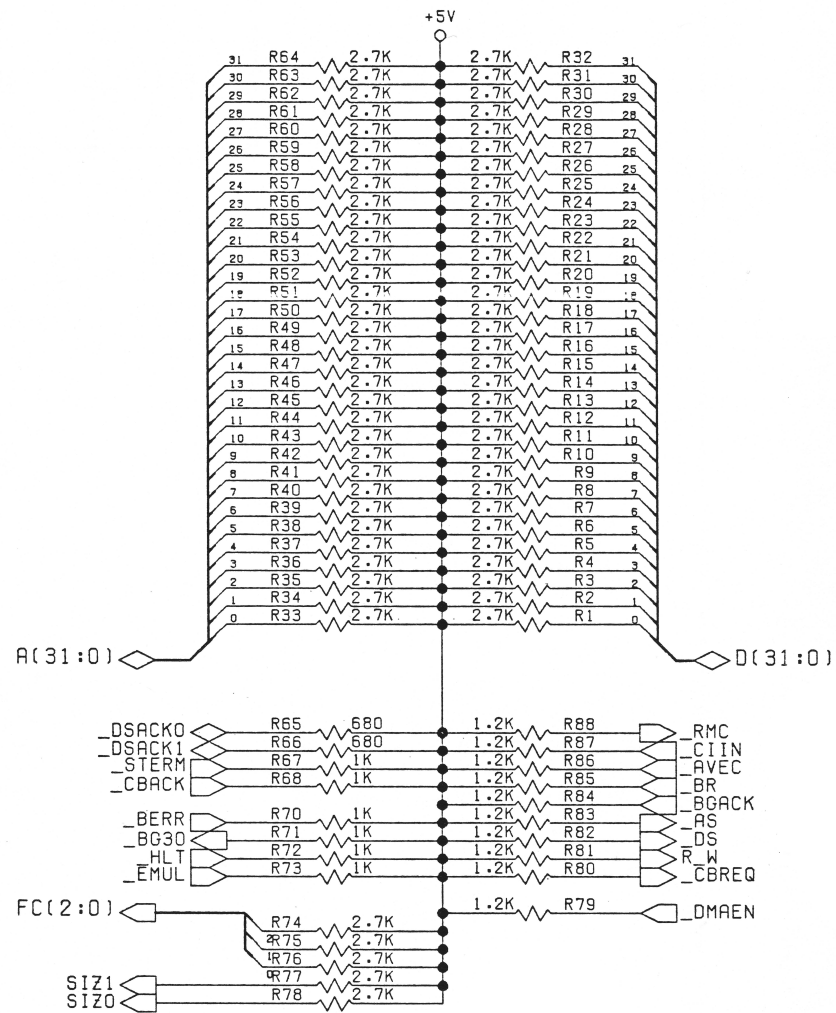 +5V
31 R64 2.7K 2.7K R32 31
30 R63 2.7K 2.7K R31 30
29 R62 2.7K 2.7K R30 29
28 R61 2.7K 2.7K R29 28
27 R60 2.7K 2.7K R28 27
26 R59 2.7K 2.7K R27 26
25 R58 2.7K 2.7K R26 25
24 R57 2.7K 2.7K R25 24
23 R56 2.7K 2.7K R24 23
22 R55 2.7K 2.7K R23 22
21 R54 2.7K 2.7K R22 21
20 R53 2.7K 2.7K R21 20
19 R52 2.7K 2.7K R20 19
18 R51 2.7K 2.7K R19 18
17 R50 2.7K 2.7K R18 17
16 R49 2.7K 2.7K R17 16
15 R48 2.7K 2.7K R16 15
14 R47 2.7K 2.7K R15 14
13 R46 2.7K 2.7K R14 13
12 R45 2.7K 2.7K R13 12
11 R44 2.7K 2.7K R12 11
10 R43 2.7K 2.7K R11 10
9 R42 2.7K 2.7K R10 9
8 R41 2.7K 2.7K R9 8
7 R40 2.7K 2.7K R8 7
6 R39 2.7K 2.7K R7 6
5 R38 2.7K 2.7K R6 5
4 R37 2.7K 2.7K R5 4
3 R36 2.7K 2.7K R4 3
2 R35 2.7K 2.7K R3 2
1 R34 2.7K 2.7K R2 1
0 R33 2.7K 2.7K R1 0
A(31:0) D(31:0)
_DSACK0 R65 680 1.2K R88 _RMC
_DSACK1 R66 680 1.2K R87 _CIIN
_STERM R67 1K 1.2K R86 _AVEC
_CBACK R68 1K 1.2K R85 _BR
1.2K R84 _BGACK
_BERR R70 1K 1.2K R83 _AS
_BG30 R71 1K 1.2K R82 _DS
_HLT R72 1K 1.2K R81 R_W
_EMUL R73 1K 1.2K R80 _CBREQ
FC(2:0) 1.2K R79 _DMAEN
R74 2.7K
2 R75 2.7K
1 R76 2.7K
SIZ1 0 R77 2.7K
SIZ0 R78 2.7K